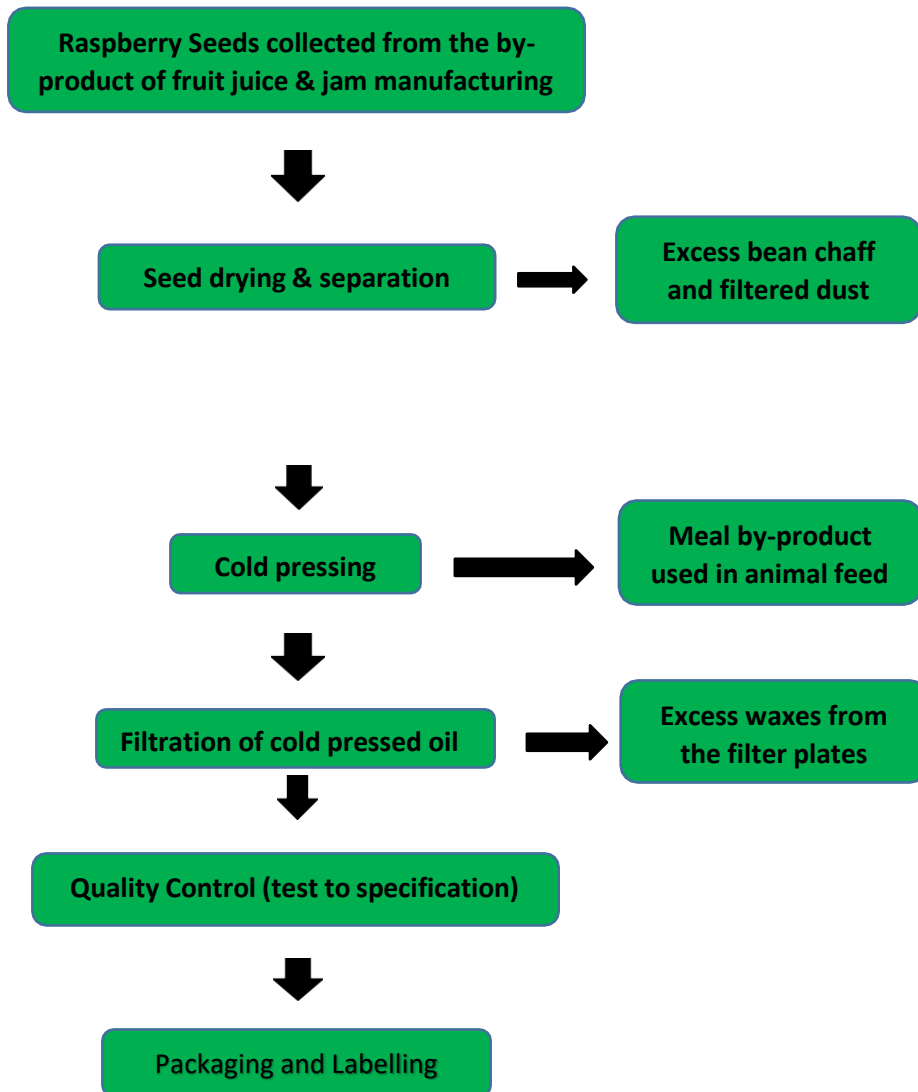 Raspberry Seeds collected from the by-
product of fruit juice & jam manufacturing
Seed drying & separation
Excess bean chaff
and filtered dust
Cold pressing
Meal by-product
used in animal feed
Filtration of cold pressed oil
Excess waxes from
the filter plates
Quality Control (test to specification)
Packaging and Labelling